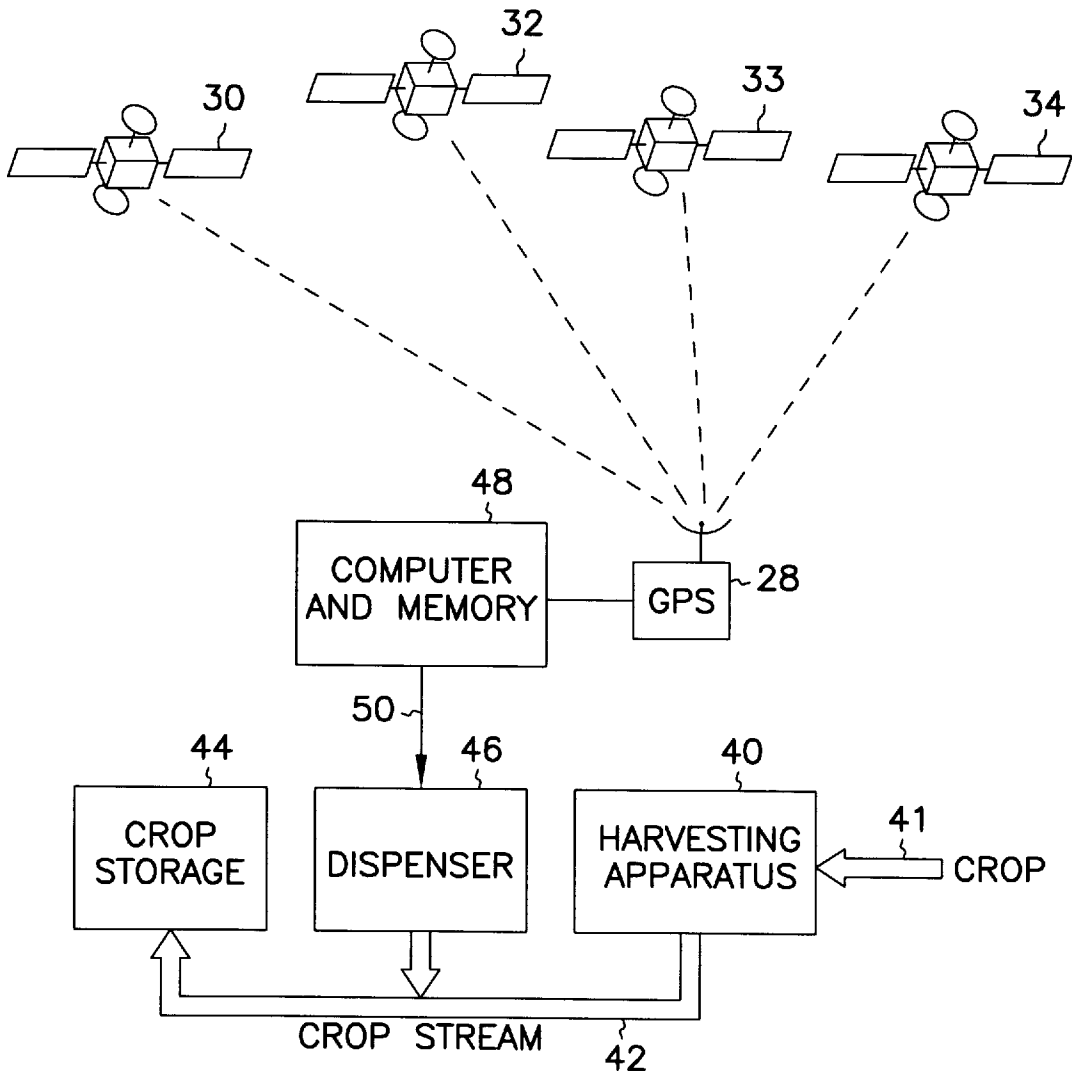 32
30
33
34
48
COMPUTER
AND MEMORY
GPS
28
50
44
46
40
CROP
STORAGE
DISPENSER
HARVESTING
APPARATUS
41
CROP
CROP STREAM
42